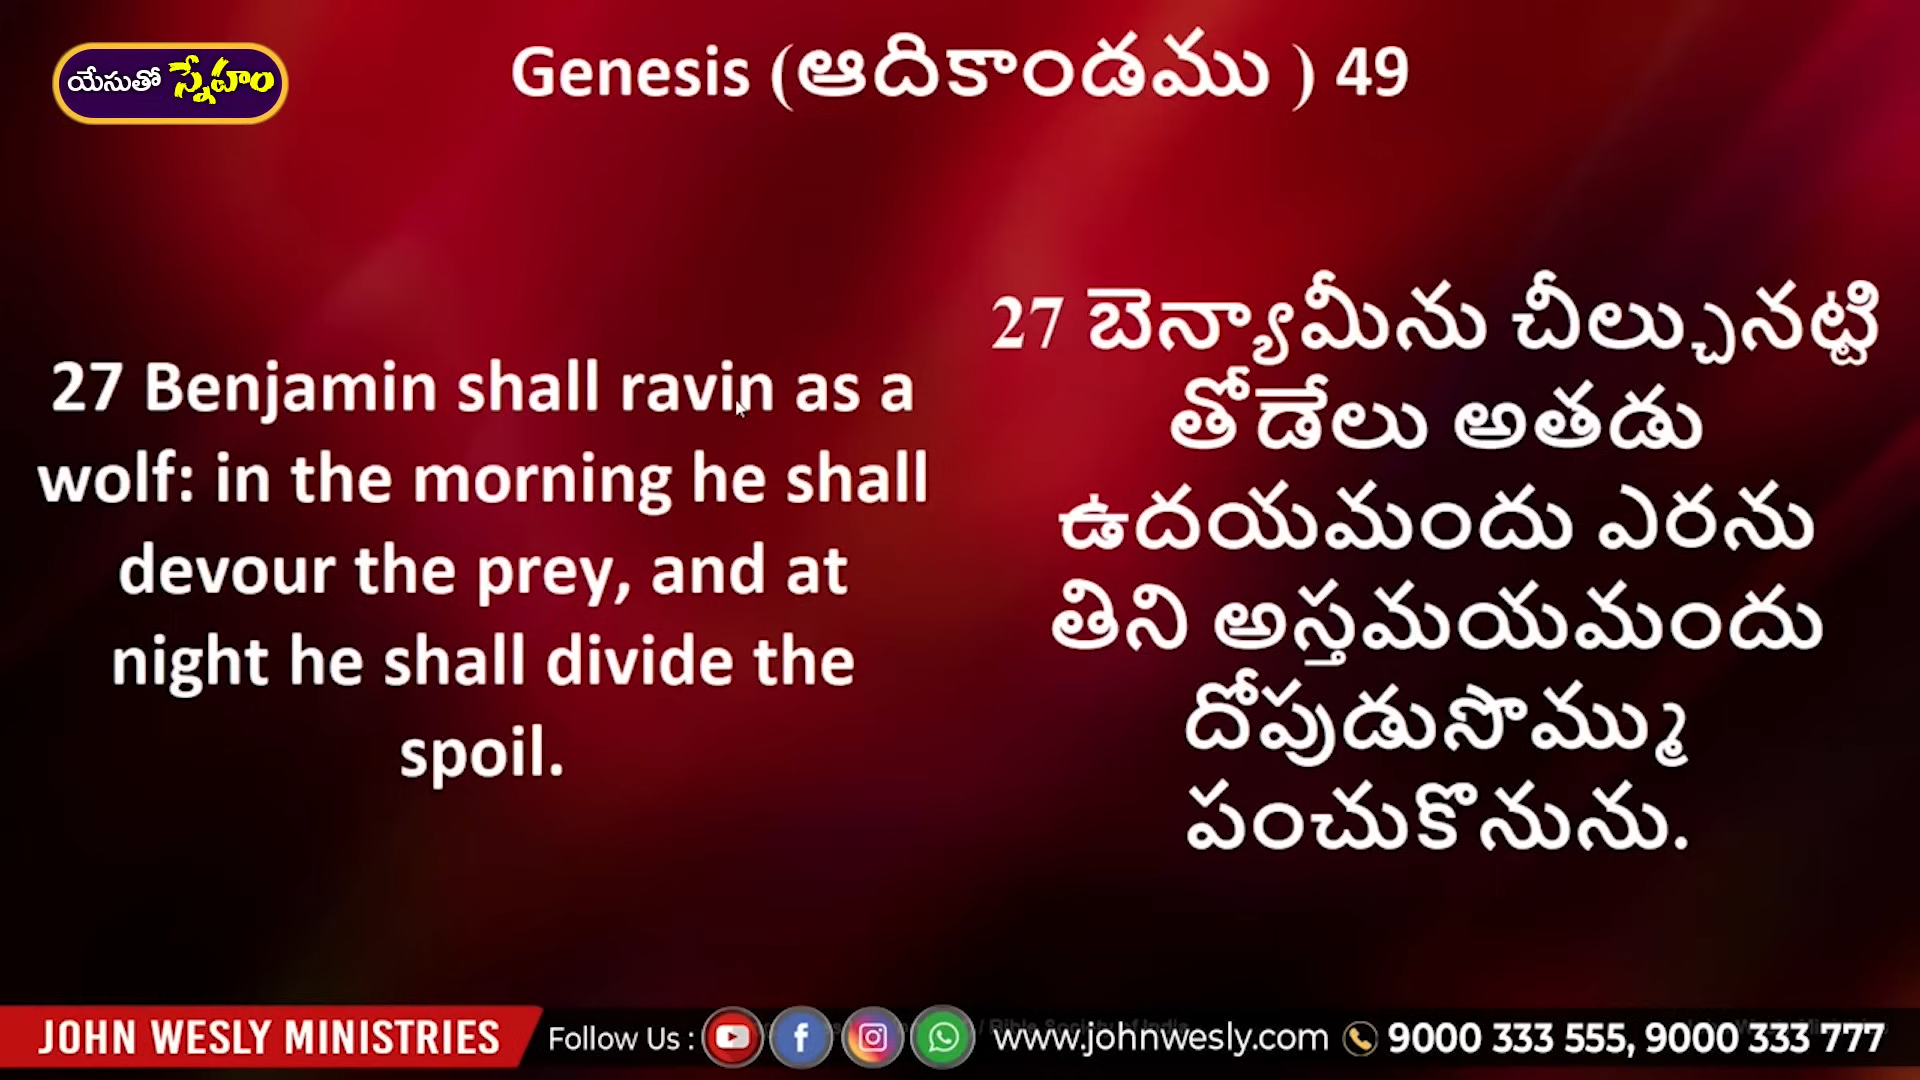 యేసుతో స్నేహం
Genesis (ఆదికాండము ) 49
27 Benjamin shall ravin as a
wolf: in the morning he shall
devour the prey, and at
night he shall divide the
spoil.
27 బెన్యామీను చీల్చునట్టి
తోడేలు అతడు
ఉదయమందు ఎరను
తిని అస్తమయమందు
దోపుడుసొమ్ము
పంచుకొనును.
JOHN WESLY MINISTRIES
Follow Us :
www.johnwesly.com
9000 333 555, 9000 333 777